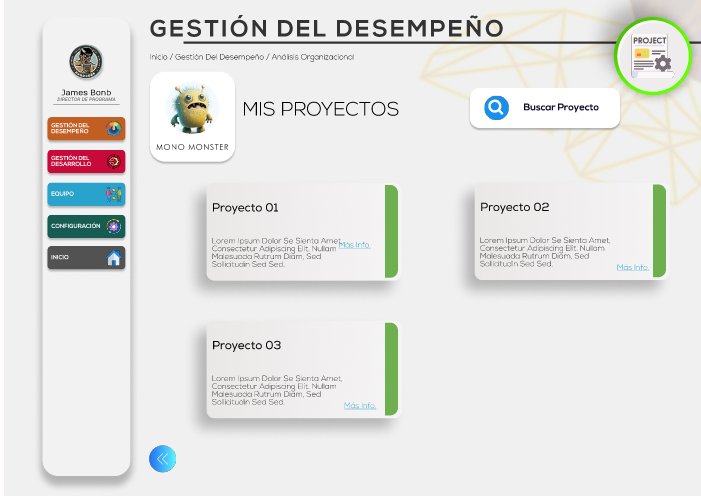 GESTIÓN DEL DESEMPEÑO
PROJECT
Inicio / Gestión Del Desempeño / Análisis Organizacional
James Bonb
DIRECTOR DE PROGRAMA
GESTIÓN DEL
DESEMPEÑO
GESTIÓN DEL
DESARROLLO
EQUIPO
CONFIGURACIÓN
INICIO
MONO MONSTER
MIS PROYECTOS
Buscar Proyecto
Proyecto 01
Lorem Ipsum Dolor Se Sienta Amet,
Consectetur Adipiscing Elit. Nullam
Malesuada Rutrum Diam, Sed
Sollicitudin Sed Sed.
Más Info.
Proyecto 02
Lorem Ipsum Dolor Se Sienta Amet,
Consectetur Adipiscing Elit. Nullam
Malesuada Rutrum Diam, Sed
Sollicitudin Sed Sed.
Más Info.
Proyecto 03
Lorem Ipsum Dolor Se Sienta Amet,
Consectetur Adipiscing Elit. Nullam
Malesuada Rutrum Diam, Sed
Sollicitudin Sed Sed.
Más Info.